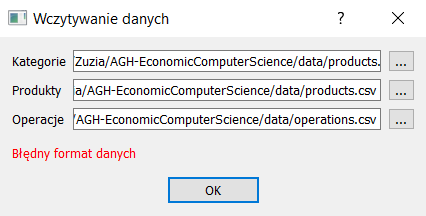 Wczytywanie danych
?
Kategorie Zuzia/AGH-EconomicComputerScience/data/products. ...
Produkty a/AGH-EconomicComputerScience/data/products.csv ...
Operacje /AGH-EconomicComputerScience/data/operations.csv ...
Błędny format danych
OK